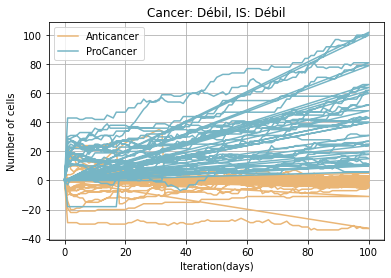 Cancer: Débil, IS: Débil
Anticancer
ProCancer
Number of cells
100
80
60
40
20
0
−20
−40
0 20 40 60 80 100
Iteration(days)